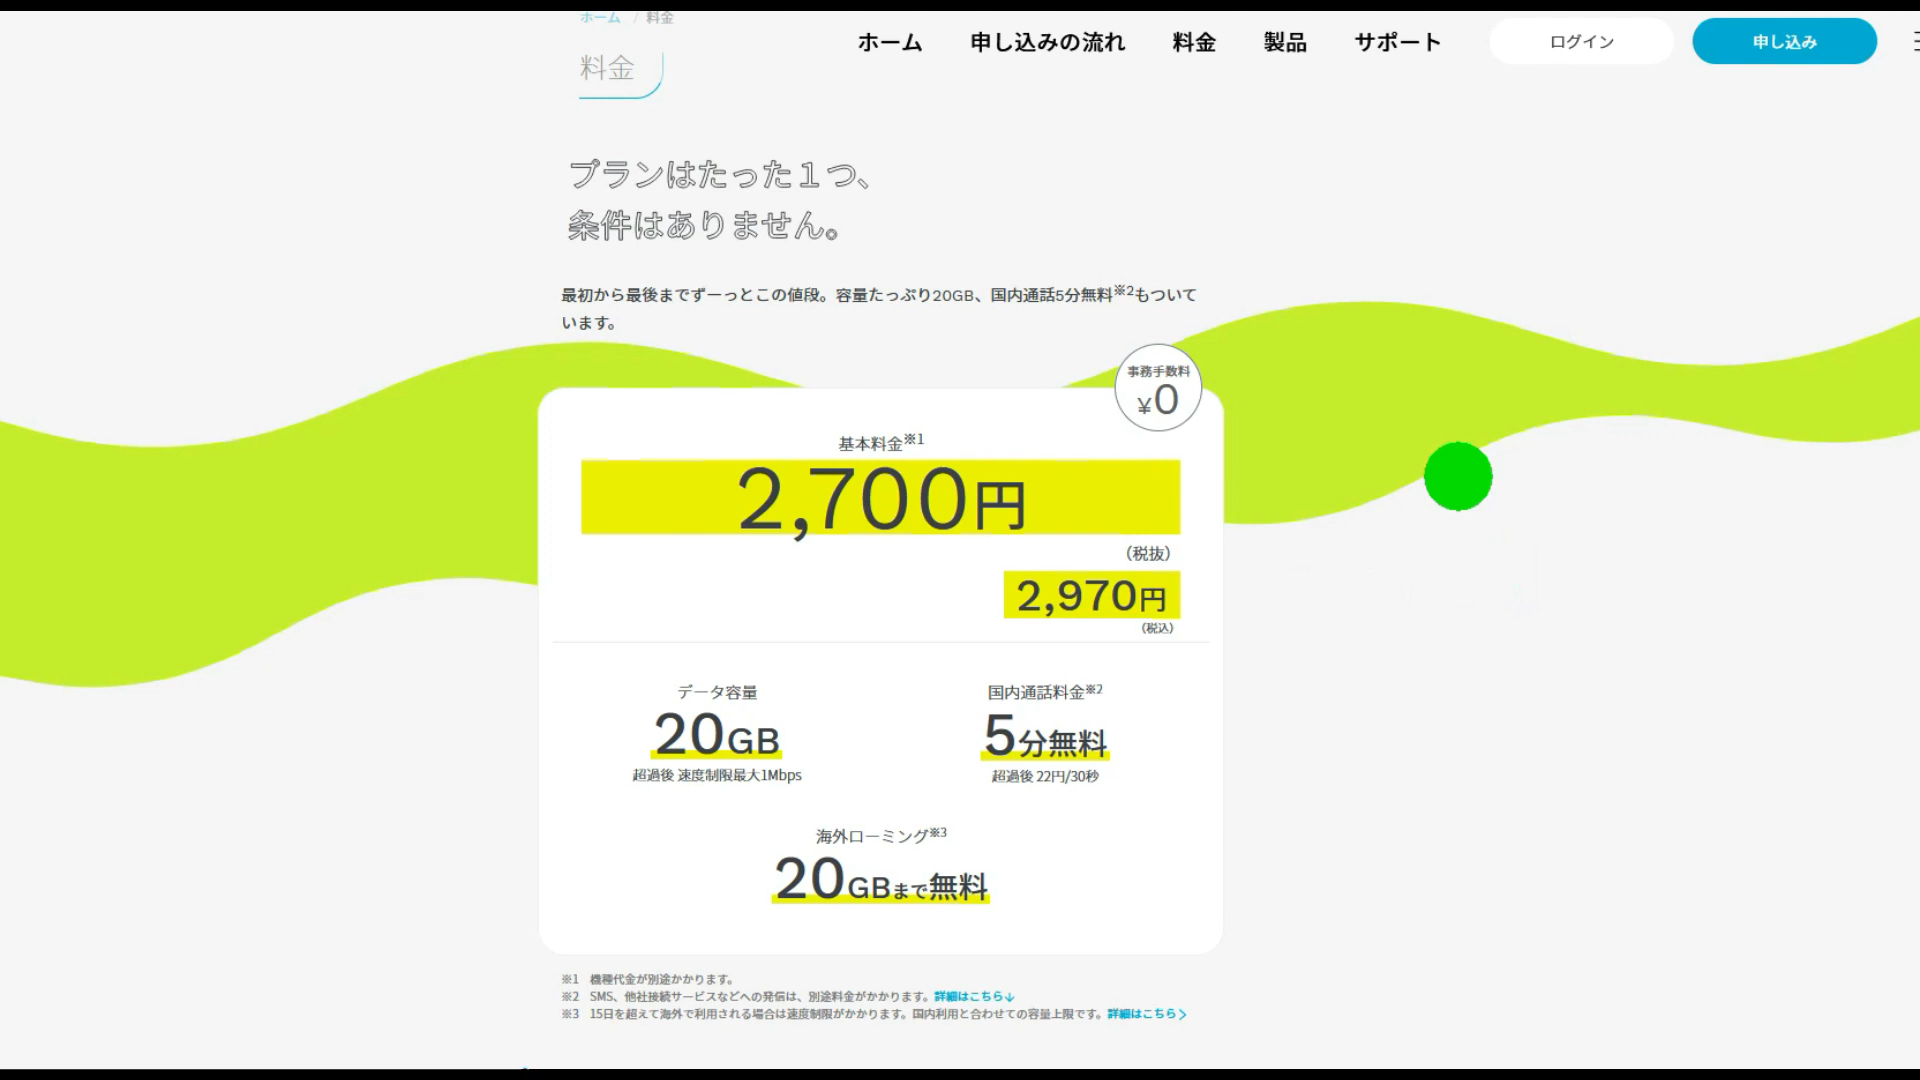 ホーム / 料金
ホーム 申し込みの流れ 料金 製品 サポート ログイン 申し込み
料金
プランはたった１つ、
条件はありません。
最初から最後までずーっとこの値段。容量たっぷり20GB、国内通話5分無料※2もついて
います。
事務手数料
¥0
基本料金※1
2,700円
（税抜）
2,970円
（税込）
データ容量
20GB
超過後 速度制限最大1Mbps
国内通話料金※2
5分無料
超過後 22円/30秒
海外ローミング※3
20GBまで無料
※1 機種代金が別途かかります。
※2 SMS、他社接続サービスなどへの発信は、別途料金がかかります。詳細はこちら↓
※3 15日を超えて海外で利用される場合は速度制限がかかります。国内利用と合わせての容量上限です。詳細はこちら＞